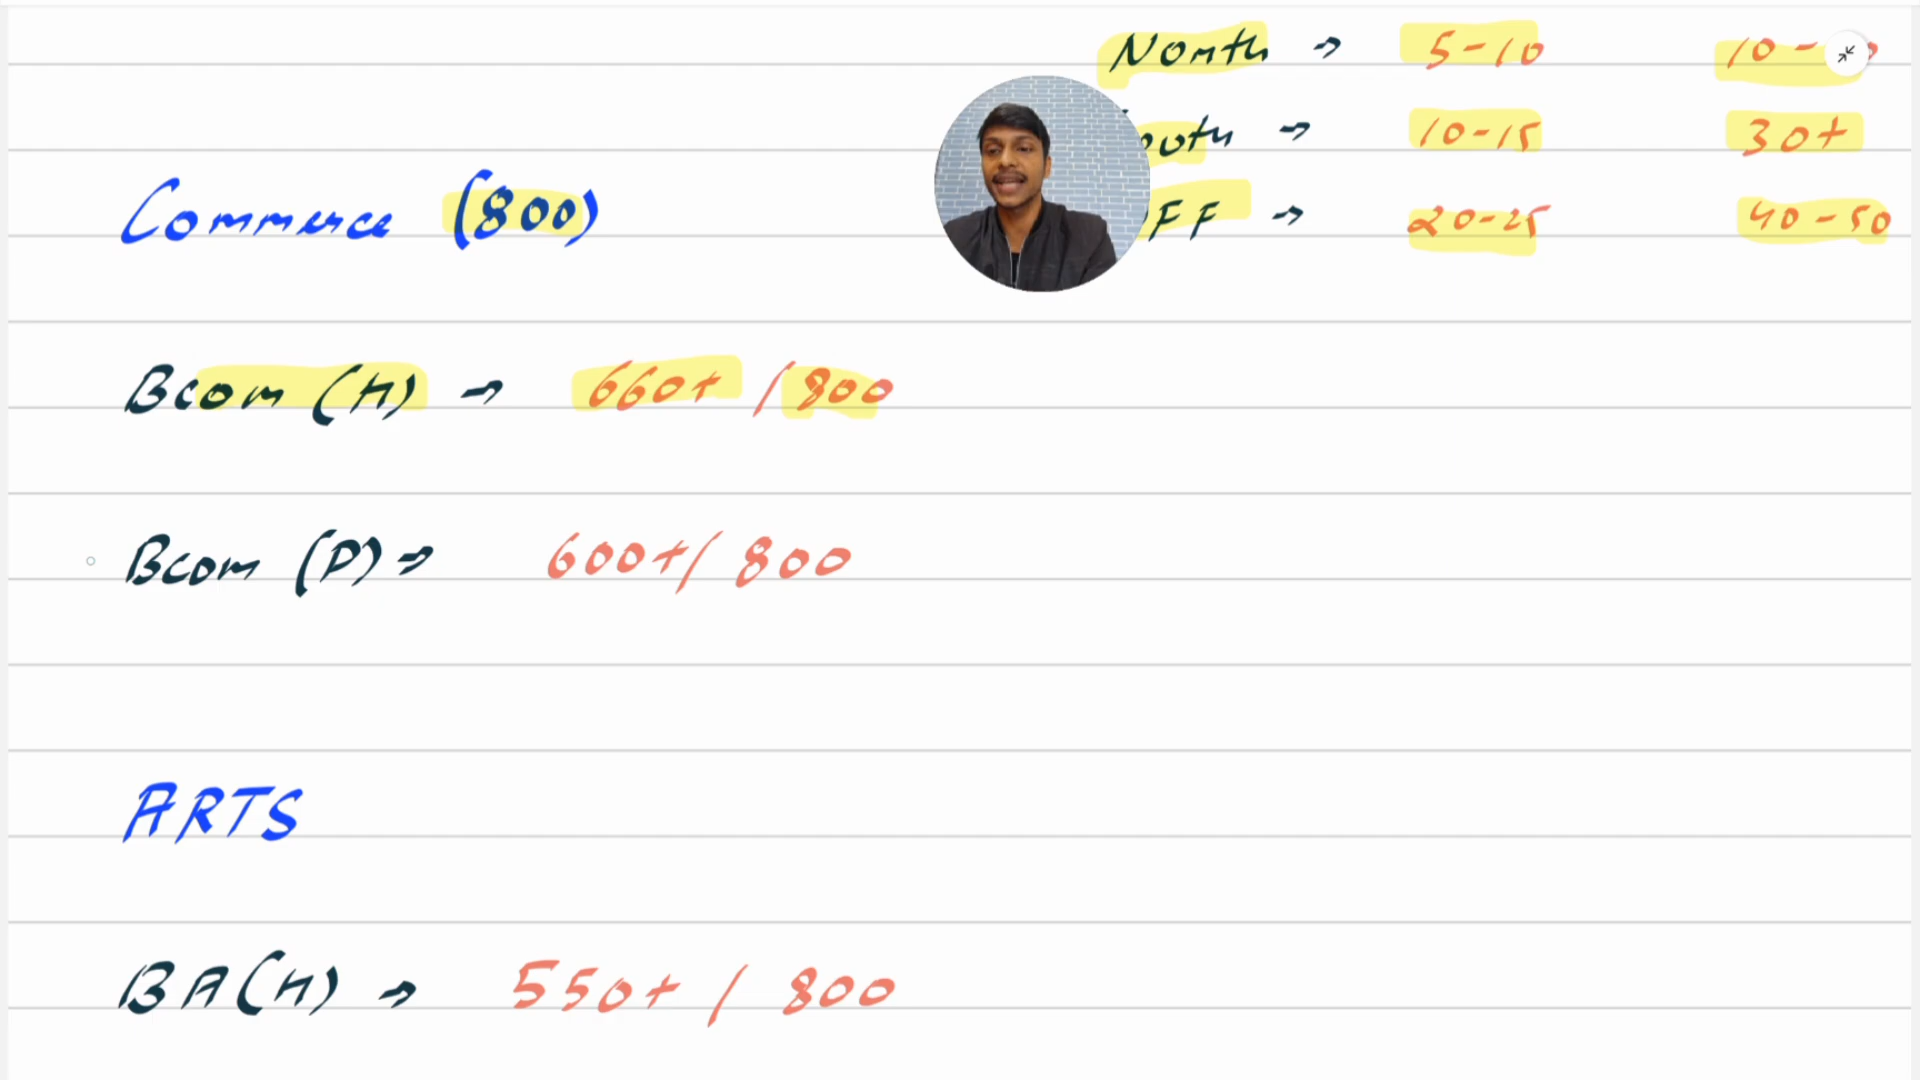 North → 5-10 10-
→ 10-15 30+
Commerce (800)
FF → 20-25 40-50
Bcom (H) → 660+ / 800
Bcom (P) → 600+ / 800
ARTS
BA(H) → 550+ / 800